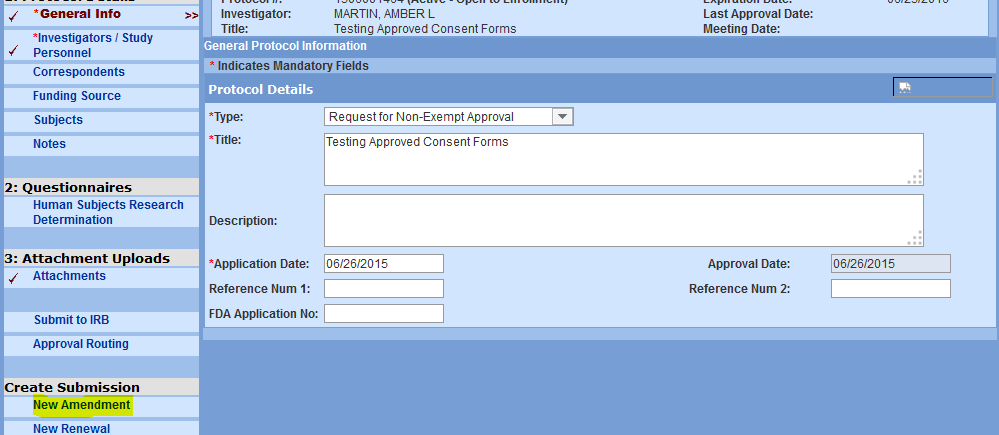 *General Info >>
*Investigators / Study
Personnel
Correspondents
Funding Source
Subjects
Notes
2: Questionnaires
Human Subjects Research
Determination
3: Attachment Uploads
Attachments
Submit to IRB
Approval Routing
Create Submission
New Amendment
New Renewal
(Active - Open to Enrollment)
Investigator: MARTIN, AMBER L Last Approval Date:
Title: Testing Approved Consent Forms Meeting Date:
General Protocol Information
* Indicates Mandatory Fields
Protocol Details
*Type: Request for Non-Exempt Approval
*Title: Testing Approved Consent Forms
Description:
*Application Date: 06/26/2015 Approval Date: 06/26/2015
Reference Num 1: Reference Num 2:
FDA Application No: